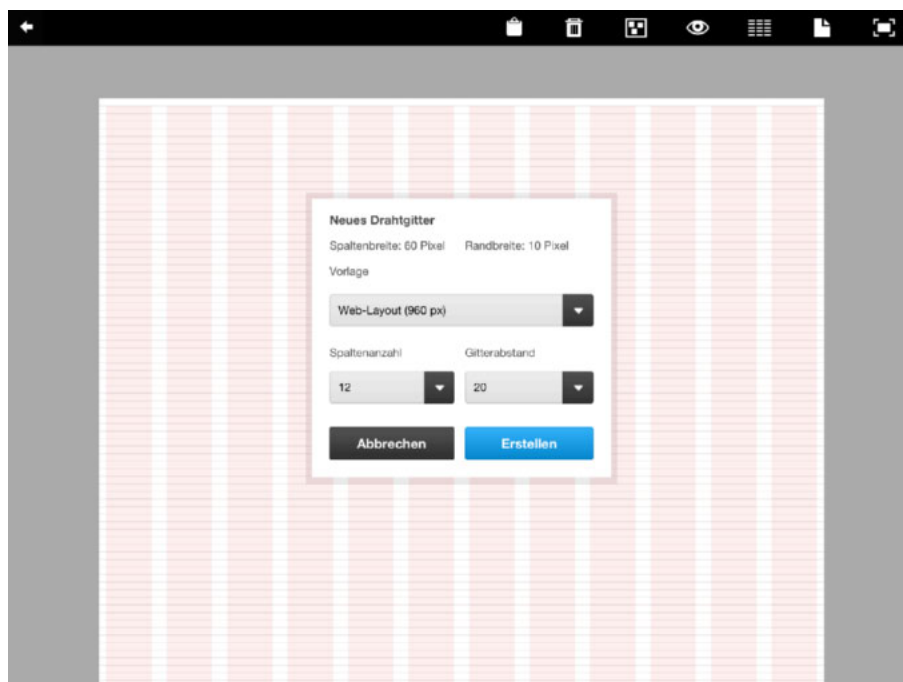 Neues Drahtgitter
Spaltenbreite: 60 Pixel Randbreite: 10 Pixel
Vorlage
Web-Layout (960 px)
Spaltenanzahl Gitterabstand
12 20
Abbrechen Erstellen